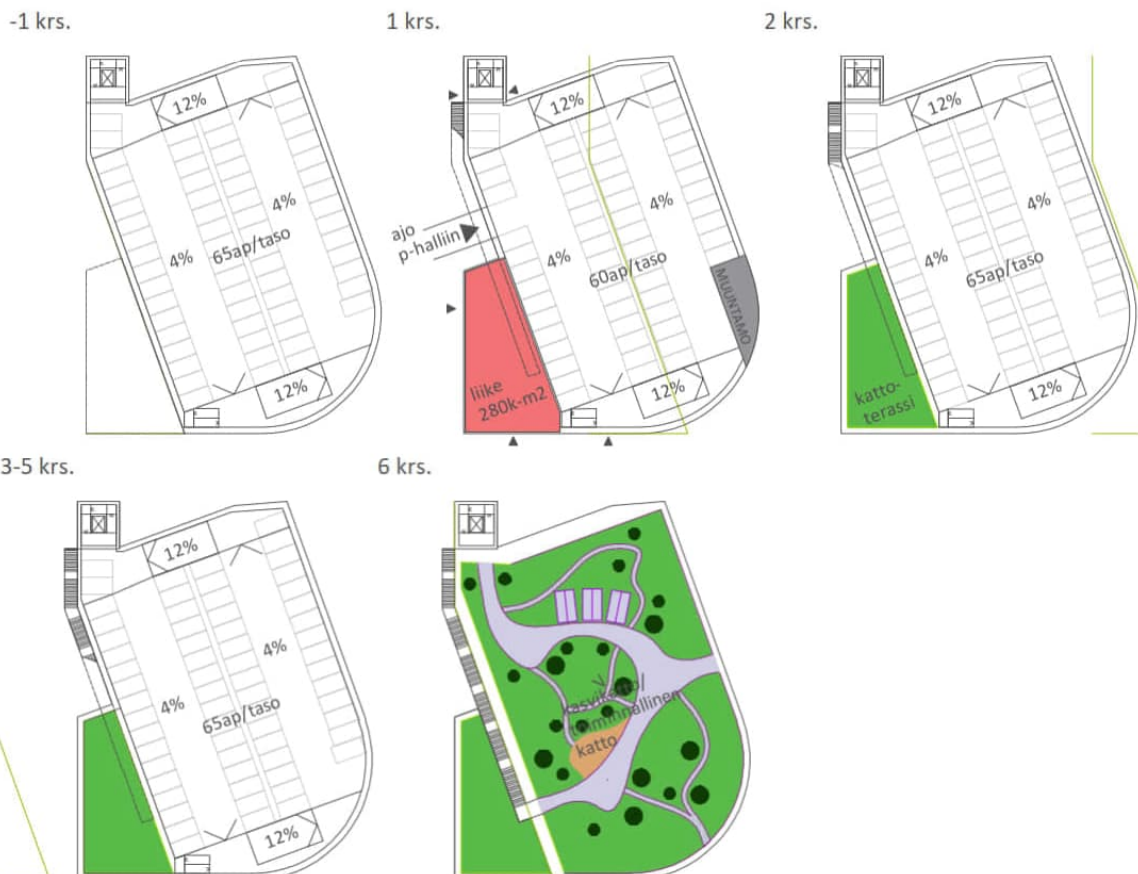 -1 krs.
12%
4%
4%
65ap/taso
12%
1 krs.
12%
4%
ajo
p-halliin
4%
60ap/taso
MUUNTAMO
liike
280k-m2
12%
2 krs.
12%
4%
4%
65ap/taso
katto-
terassi
12%
3-5 krs.
12%
4%
4%
65ap/taso
12%
6 krs.
kasvikatto/
toiminnallinen
katto